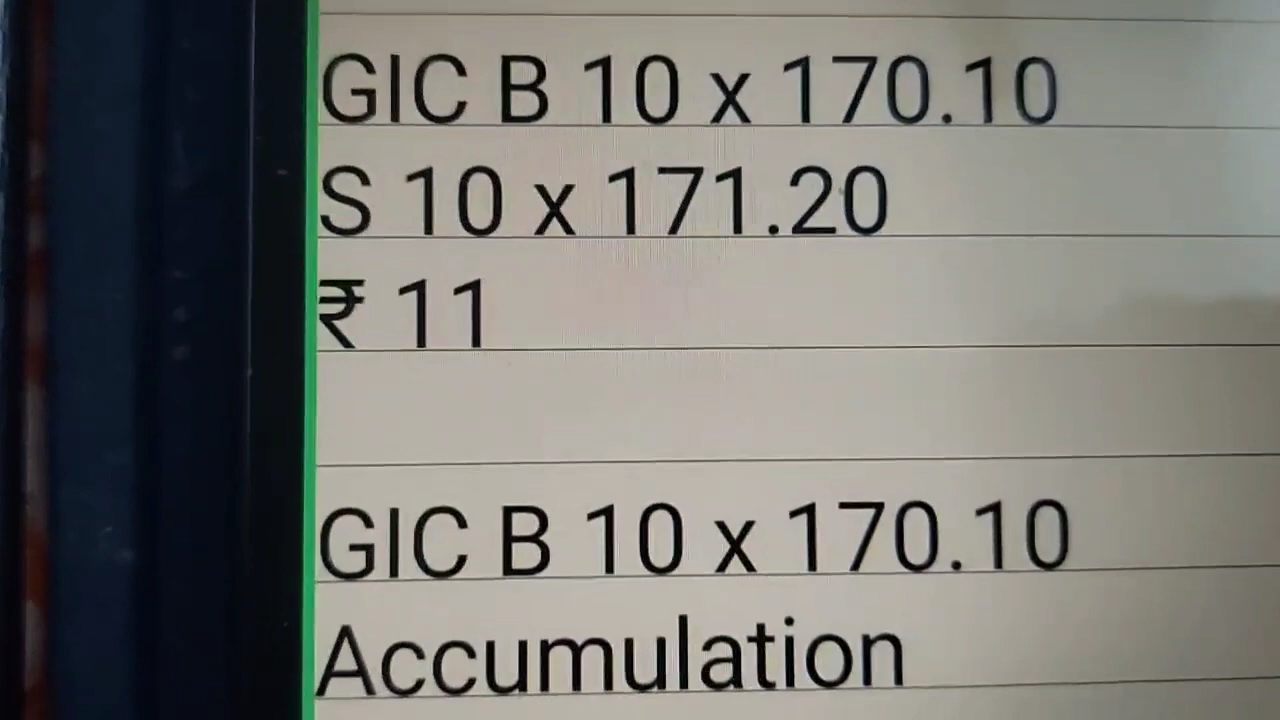 GIC B 10 x 170.10
S 10 x 171.20
₹ 11
GIC B 10 x 170.10
Accumulation